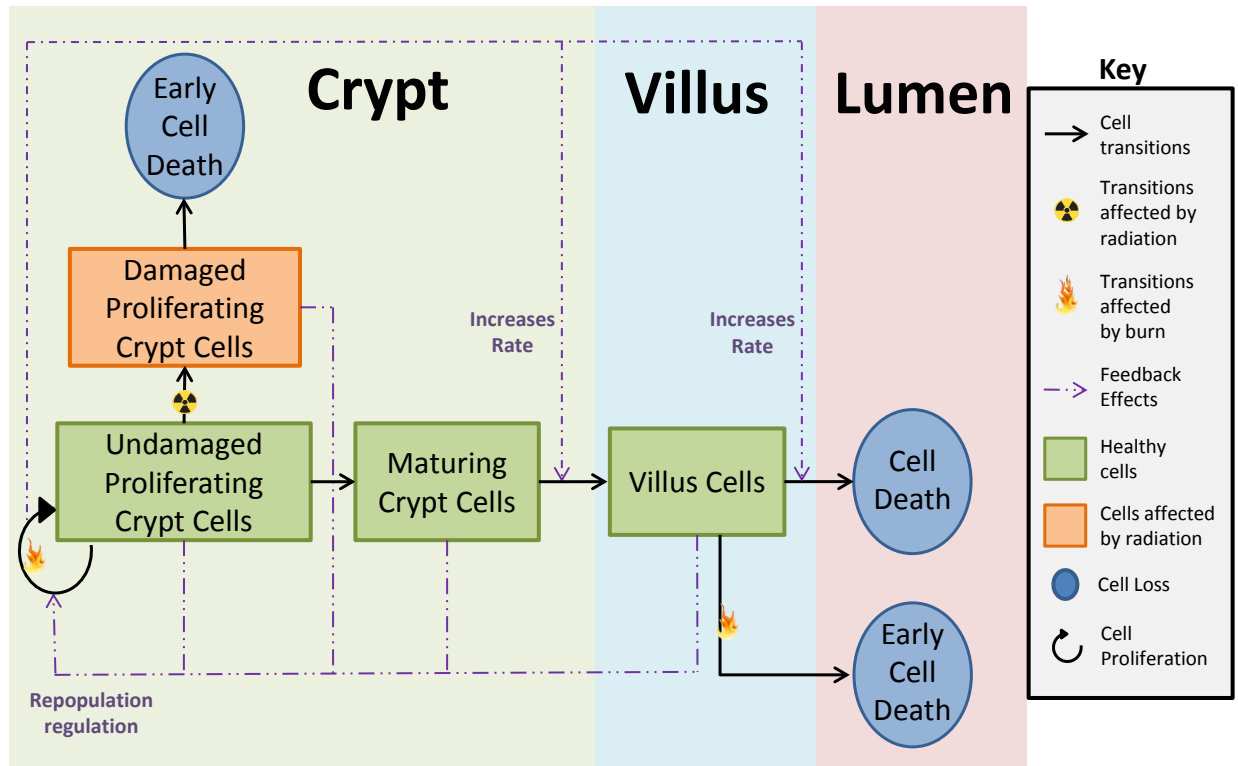 Crypt
Villus
Lumen
Early
Cell
Death
Damaged
Proliferating
Crypt Cells
Increases
Rate
Increases
Rate
Undamaged
Proliferating
Crypt Cells
Maturing
Crypt Cells
Villus Cells
Cell
Death
Early
Cell
Death
Repopulation
regulation
Key
Cell
transitions
Transitions
affected by
radiation
Transitions
affected
by burn
Feedback
Effects
Healthy
cells
Cells affected
by radiation
Cell Loss
Cell
Proliferation